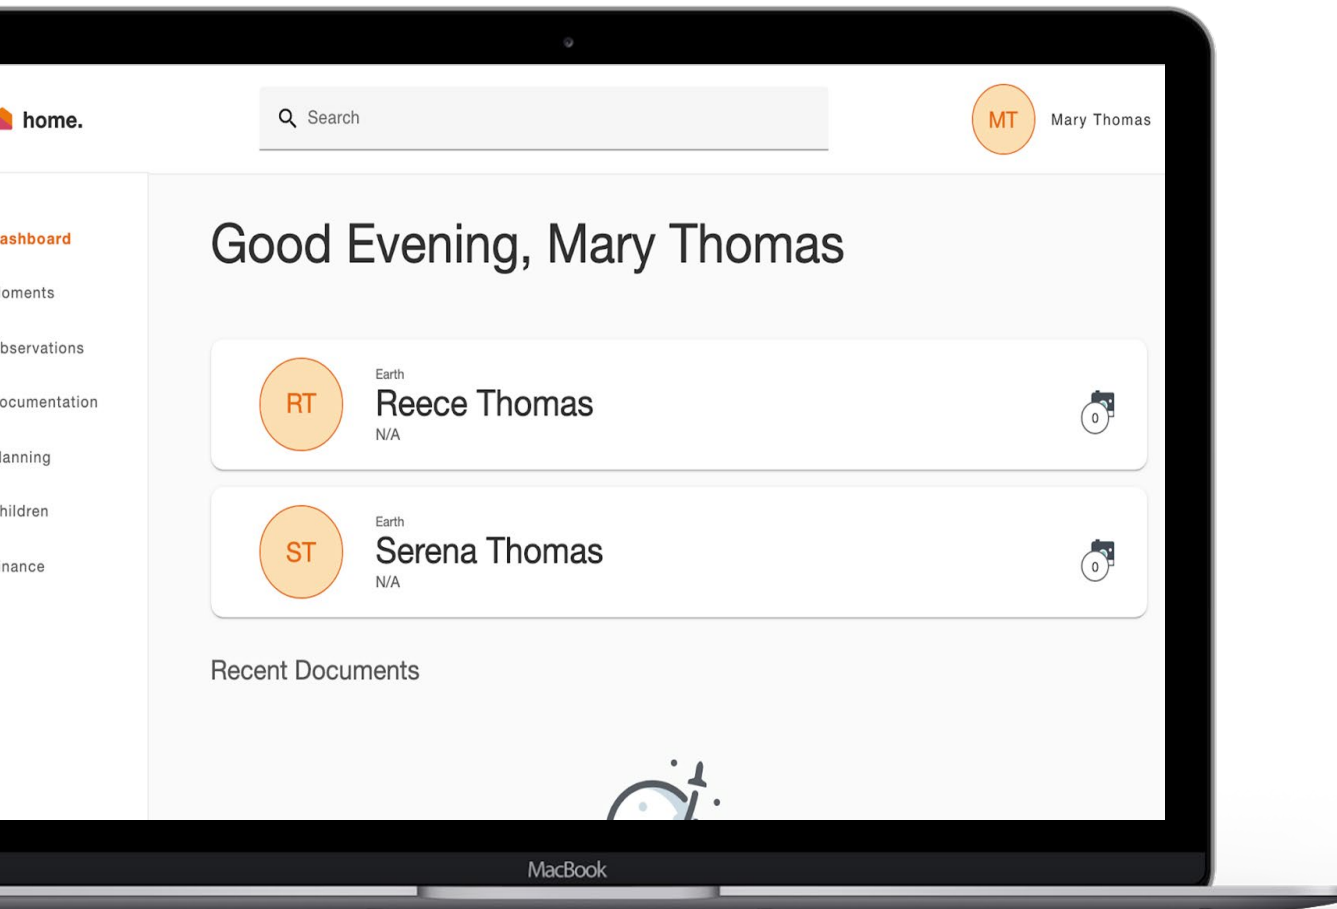 home.
Search
MT
Mary Thomas
ashboard
oments
bservations
ocumentation
lanning
hildren
nance
Good Evening, Mary Thomas
RT
Earth
Reece Thomas
N/A
0
ST
Earth
Serena Thomas
N/A
0
Recent Documents
MacBook